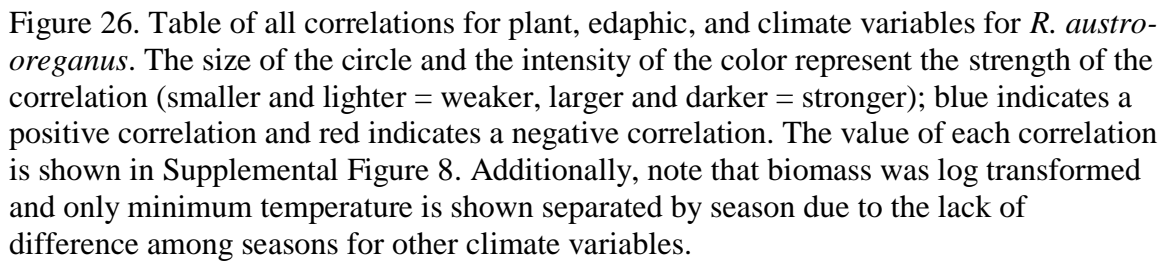 Figure 26. Table of all correlations for plant, edaphic, and climate variables for R. austro-
oreganus. The size of the circle and the intensity of the color represent the strength of the
correlation (smaller and lighter = weaker, larger and darker = stronger); blue indicates a
positive correlation and red indicates a negative correlation. The value of each correlation
is shown in Supplemental Figure 8. Additionally, note that biomass was log transformed
and only minimum temperature is shown separated by season due to the lack of
difference among seasons for other climate variables.